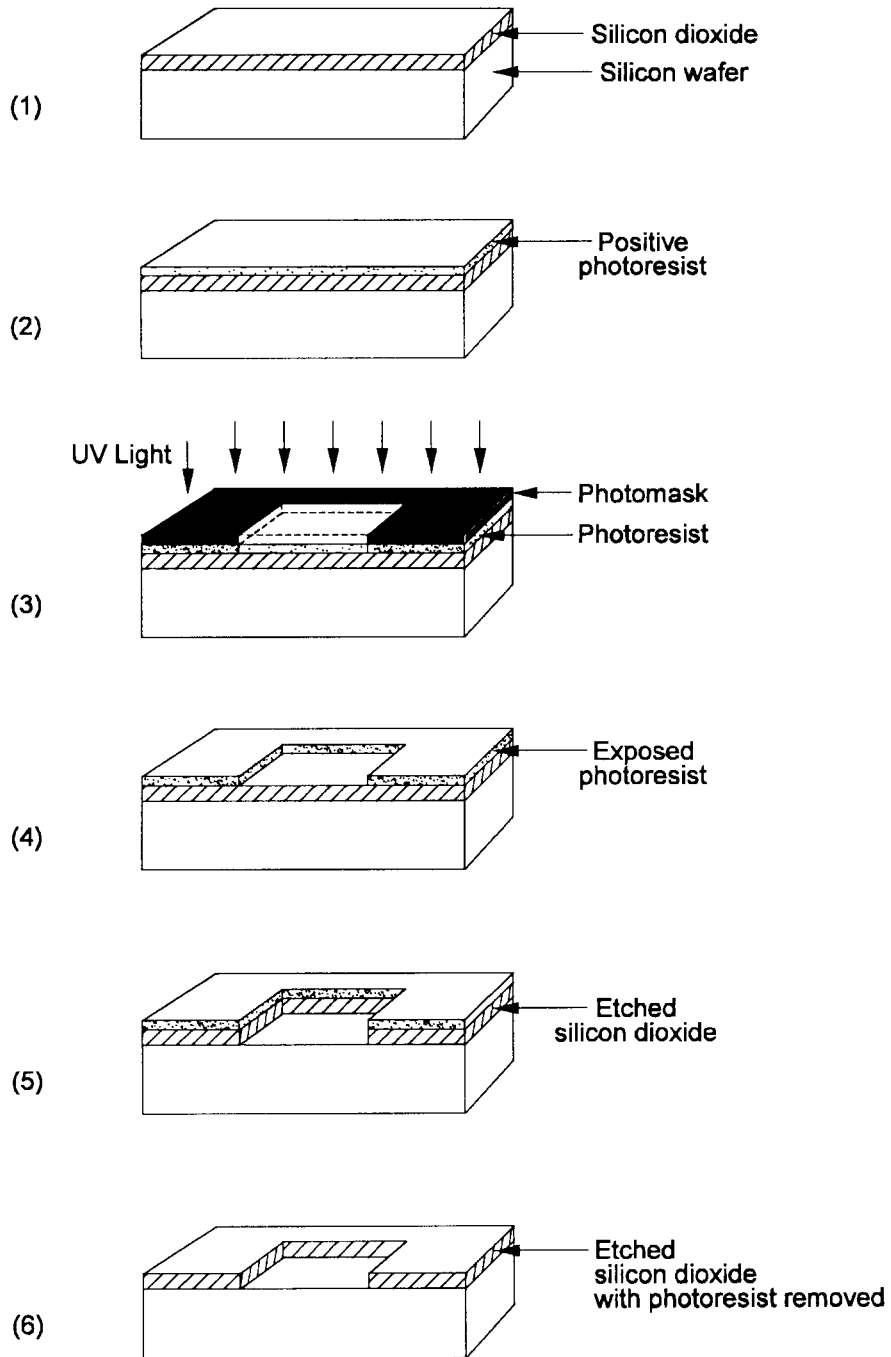 Silicon dioxide
Silicon wafer
(1)
Positive
photoresist
(2)
UV Light
Photomask
Photoresist
(3)
Exposed
photoresist
(4)
Etched
silicon dioxide
(5)
Etched
silicon dioxide
with photoresist removed
(6)